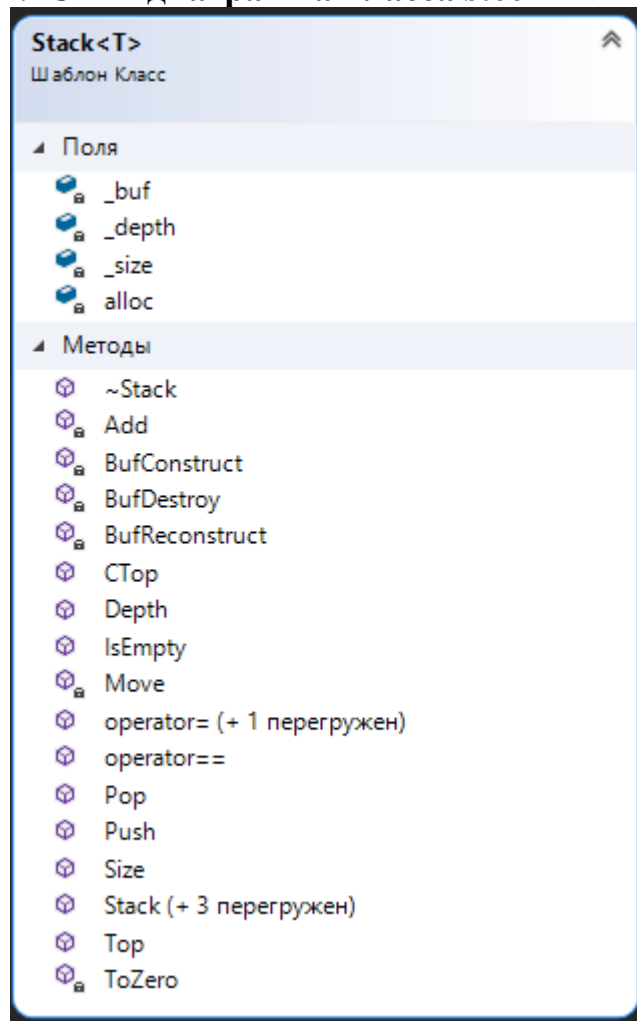 Stack<T>
Шаблон Класс
Поля
_buf
_depth
_size
alloc
Методы
~Stack
Add
BufConstruct
BufDestroy
BufReconstruct
CTop
Depth
IsEmpty
Move
operator= (+ 1 перегружен)
operator==
Pop
Push
Size
Stack (+ 3 перегружен)
Top
ToZero